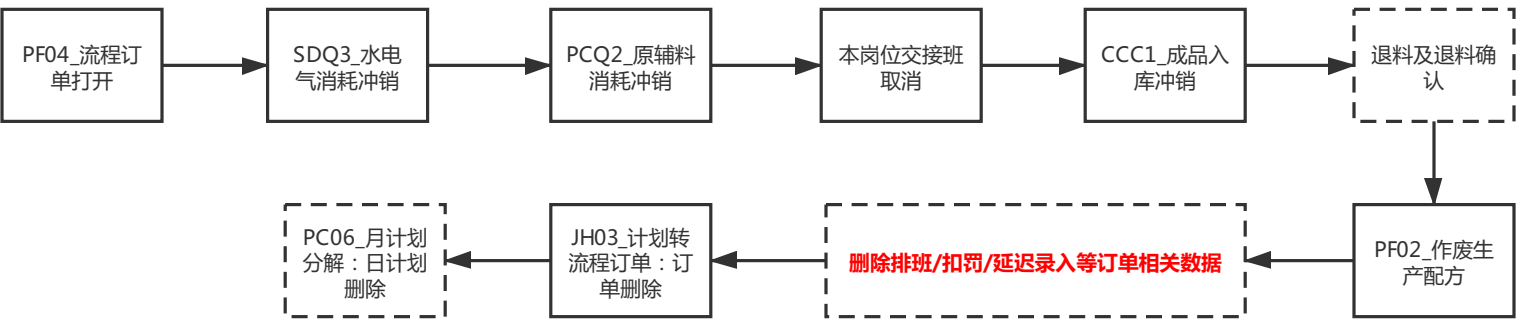 PF04_流程订
单打开
SDQ3_水电
气消耗冲销
PCQ2_原辅料
消耗冲销
本岗位交接班
取消
CCC1_成品入
库冲销
退料及退料确
认
PF02_作废生
产配方
删除排班/扣罚/延迟录入等订单相关数据
JH03_计划转
流程订单：订
单删除
PC06_月计划
分解：日计划
删除